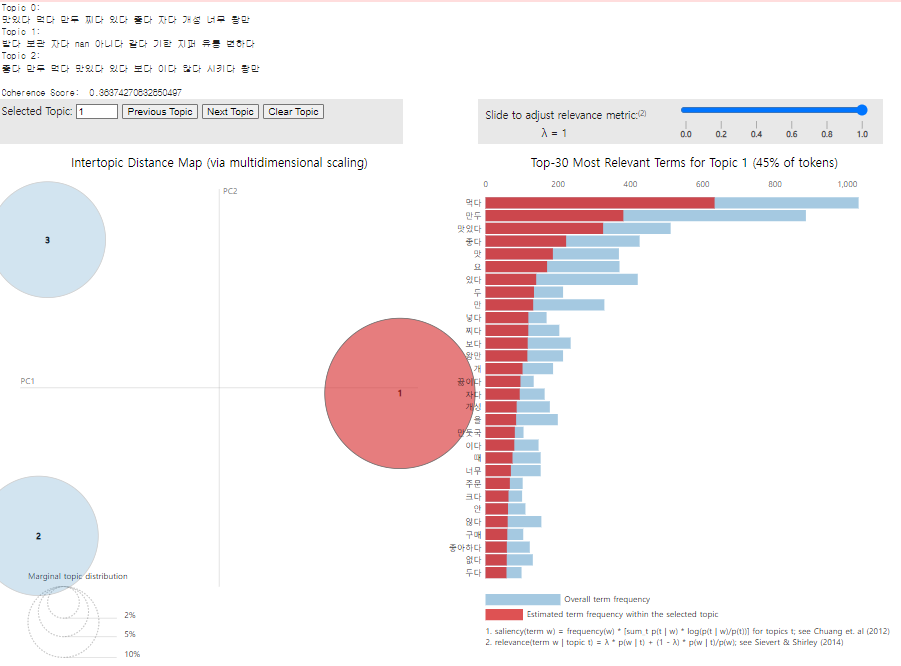 Topic 0:
맛있다 먹다 만두 찌다 있다 좋다 자다 개성 너무 왕만
Topic 1:
받다 보관 자다 nan 아니다 같다 기한 지퍼 유통 변하다
Topic 2:
좋다 만두 먹다 맛있다 있다 보다 이다 않다 시키다 왕만
Coherence Score: 0.36374270632650497
Selected Topic: 1 Previous Topic Next Topic Clear Topic
Slide to adjust relevance metric:(2)
λ = 1
0.0 0.2 0.4 0.6 0.8 1.0
Intertopic Distance Map (via multidimensional scaling)
PC2
PC1
3
1
2
Marginal topic distribution
2%
5%
10%
Top-30 Most Relevant Terms for Topic 1 (45% of tokens)
0 200 400 600 800 1,000
먹다
만두
맛있다
좋다
맛
있다
두
만
넣다
찌다
보다
왕만
개
끓이다
자다
개성
을
만둣국
이다
때
너무
주문
크다
안
않다
구매
좋아하다
없다
두다
Overall term frequency
Estimated term frequency within the selected topic
1. saliency(term w) = frequency(w) * [sum_t p(t | w) * log(p(t | w)/p(t))] for topics t; see Chuang et. al (2012)
2. relevance(term w | topic t) = λ * p(w | t) + (1 - λ) * p(w | t)/p(w); see Sievert & Shirley (2014)